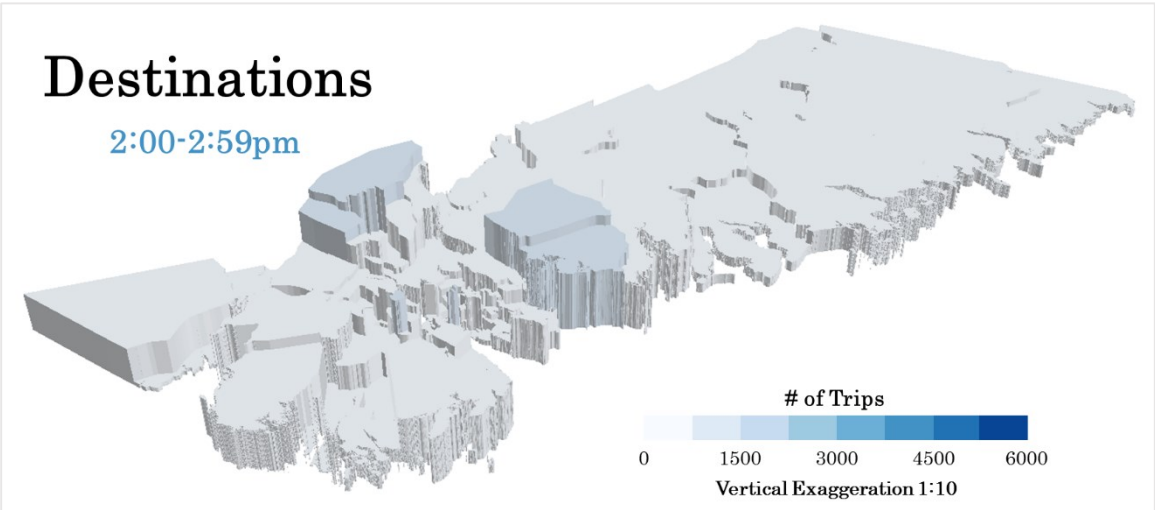 Destinations
2:00-2:59pm
# of Trips
0 1500 3000 4500 6000
Vertical Exaggeration 1:10